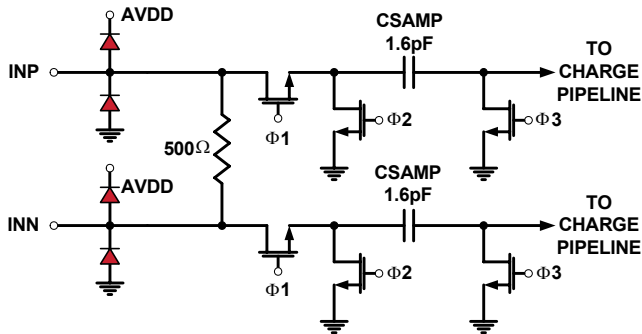 AVDD
CSAMP
1.6pF
TO
CHARGE
PIPELINE
INP
Φ1
Φ2
Φ3
500Ω
AVDD
CSAMP
1.6pF
TO
CHARGE
PIPELINE
INN
Φ1
Φ2
Φ3